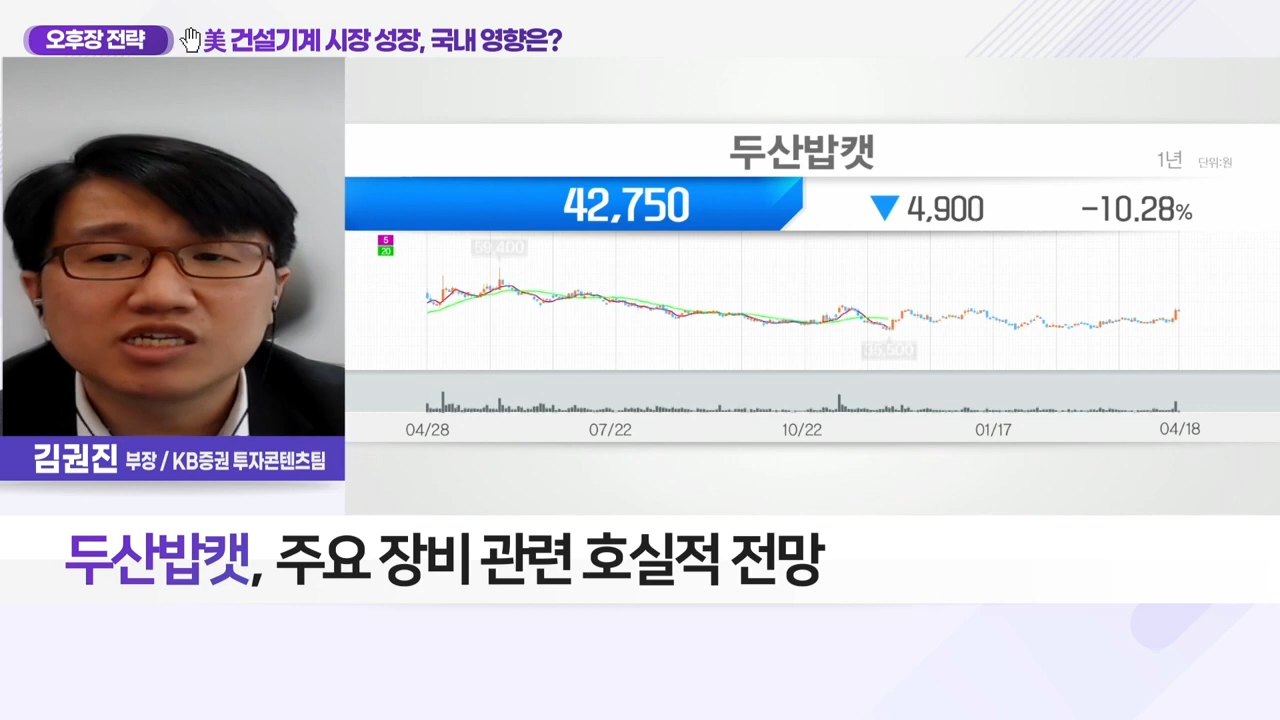 오후장 전략
美 건설기계 시장 성장, 국내 영향은?
두산밥캣
1년 단위:원
42,750 ▼ 4,900 -10.28%
5
20
59,400
35,500
04/28 07/22 10/22 01/17 04/18
김권진 부장 / KB증권 투자콘텐츠팀
두산밥캣, 주요 장비 관련 호실적 전망